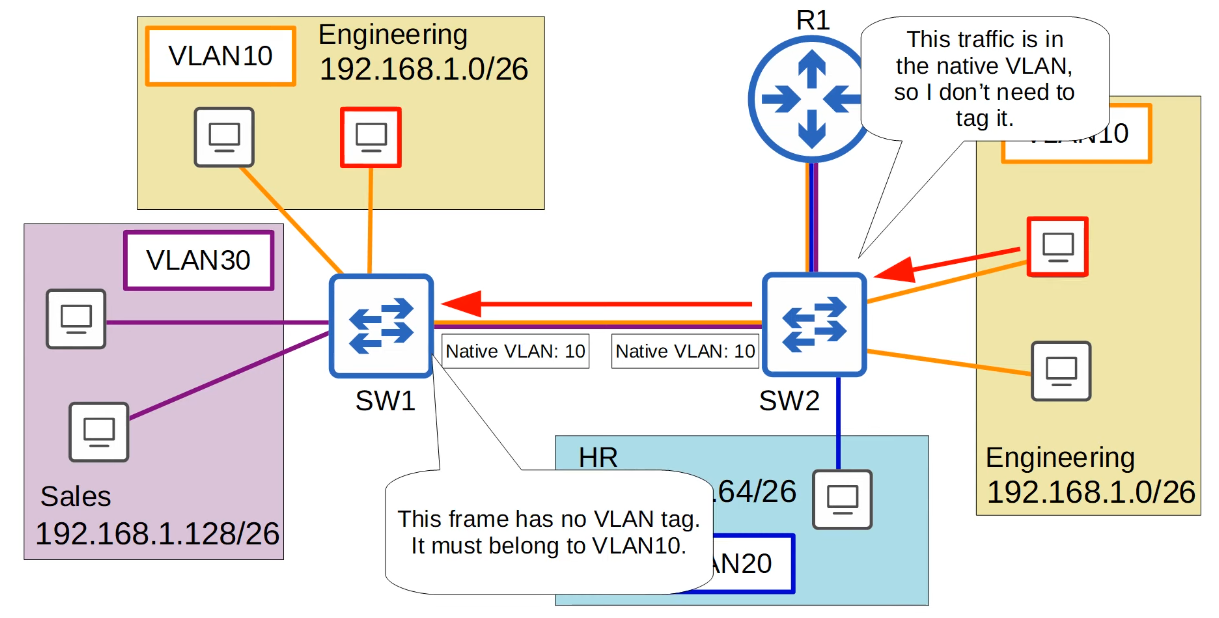 VLAN10
Engineering
192.168.1.0/26
R1
This traffic is in
the native VLAN,
so I don't need to
tag it.
VLAN10
VLAN30
Native VLAN: 10
Native VLAN: 10
SW1
SW2
Sales
192.168.1.128/26
HR
.64/26
AN20
This frame has no VLAN tag.
It must belong to VLAN10.
Engineering
192.168.1.0/26